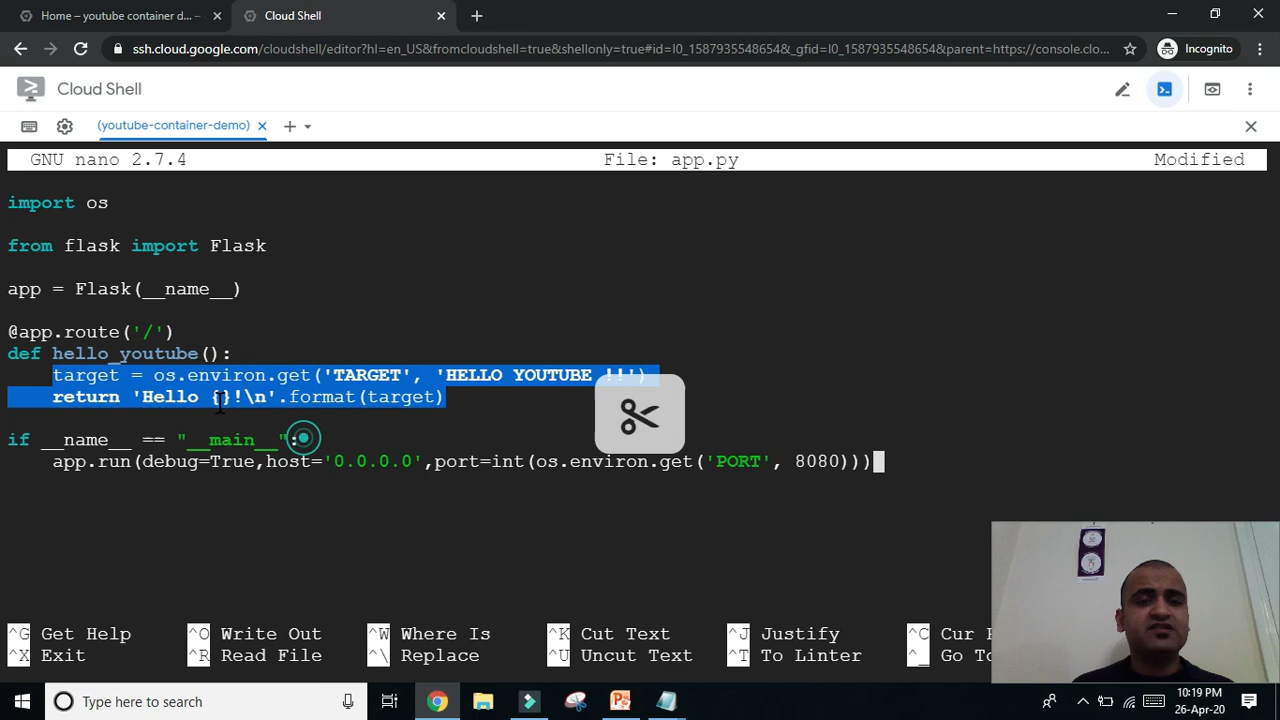 Home – youtube container d... –
Cloud Shell
ssh.cloud.google.com/cloudshell/editor?hl=en_US&fromcloudshell=true&shellonly=true#id=I0_1587935548654&_gfid=I0_1587935548654&parent=https://console.clo...
Incognito
Cloud Shell
(youtube-container-demo)
GNU nano 2.7.4 File: app.py Modified
import os
from flask import Flask
app = Flask(__name__)
@app.route('/')
def hello_youtube():
target = os.environ.get('TARGET', 'HELLO YOUTUBE !!')
return 'Hello {}!\n'.format(target)
if __name__ == "__main__":
app.run(debug=True,host='0.0.0.0',port=int(os.environ.get('PORT', 8080)))
^G Get Help ^O Write Out ^W Where Is ^K Cut Text ^J Justify ^C Cur
^X Exit ^R Read File ^\ Replace ^U Uncut Text ^T To Linter ^_ Go To
Type here to search
10:19 PM
26-Apr-20